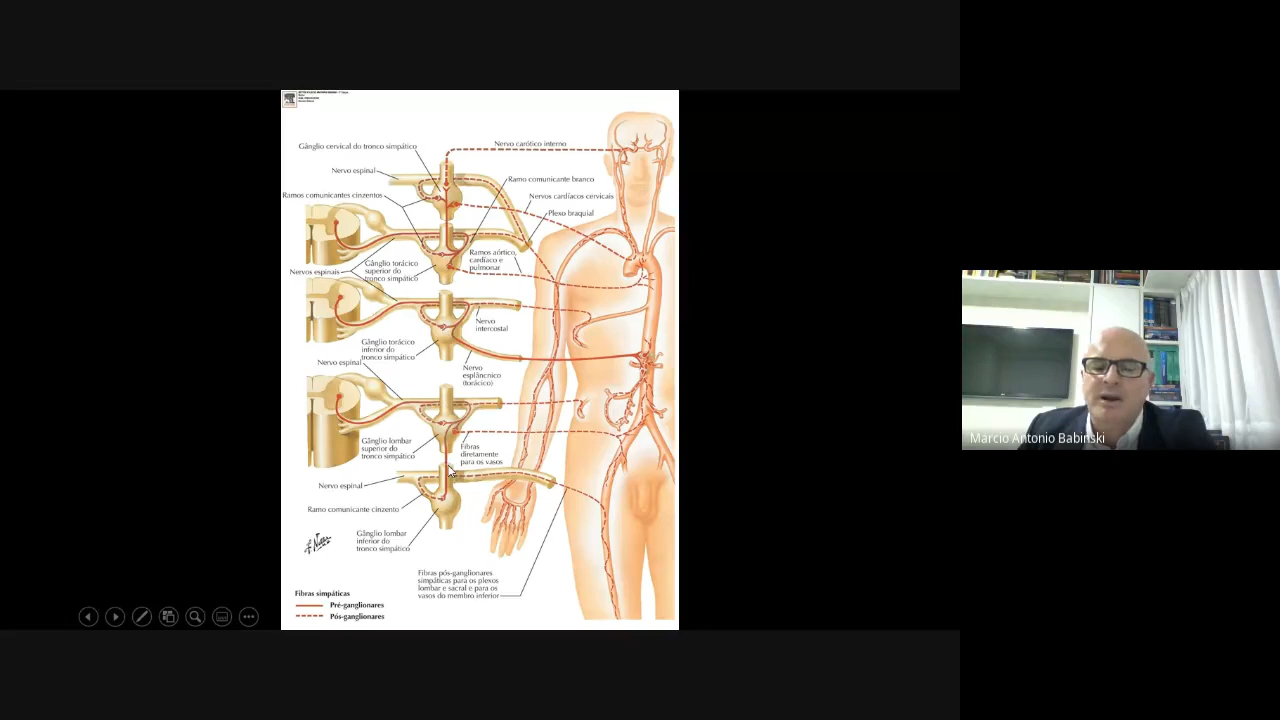 Gânglio cervical do tronco simpático
Nervo carótico interno
Nervo espinal
Ramo comunicante branco
Ramos comunicantes cinzentos
Nervos cardíacos cervicais
Plexo braquial
Ramos aórtico,
cardíaco e
pulmonar
Gânglio torácico
superior do
tronco simpático
Nervos espinais
Nervo
intercostal
Gânglio torácico
inferior do
tronco simpático
Nervo espinal
Nervo
esplâncnico
(torácico)
Gânglio lombar
superior do
tronco simpático
Fibras
diretamente
para os vasos
Nervo espinal
Ramo comunicante cinzento
Gânglio lombar
inferior do
tronco simpático
Fibras pós-ganglionares
simpáticas para os plexos
lombar e sacral e para os
vasos do membro inferior
Fibras simpáticas
Pré-ganglionares
Pós-ganglionares
Marcio Antonio Babinski